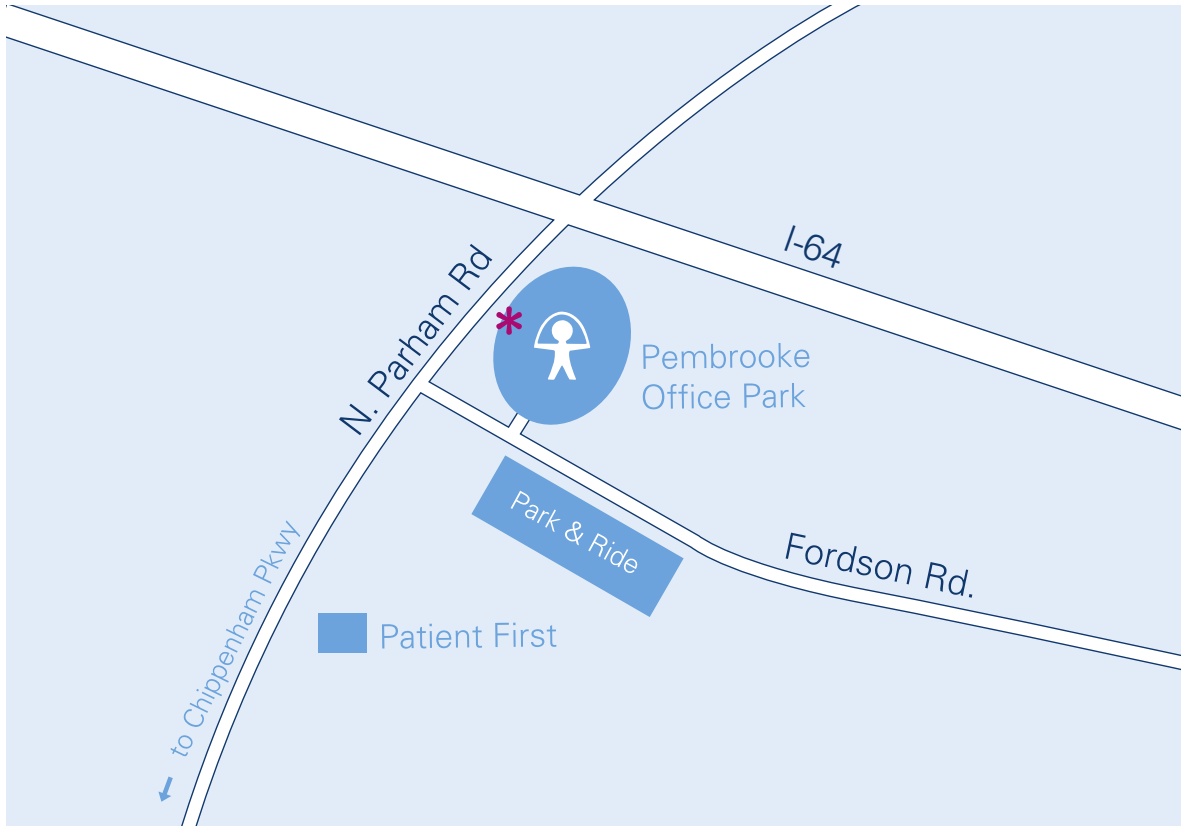 I-64
N. Parham Rd
*
Pembrooke
Office Park
Park & Ride
Fordson Rd.
to Chippenham Pkwy
Patient First